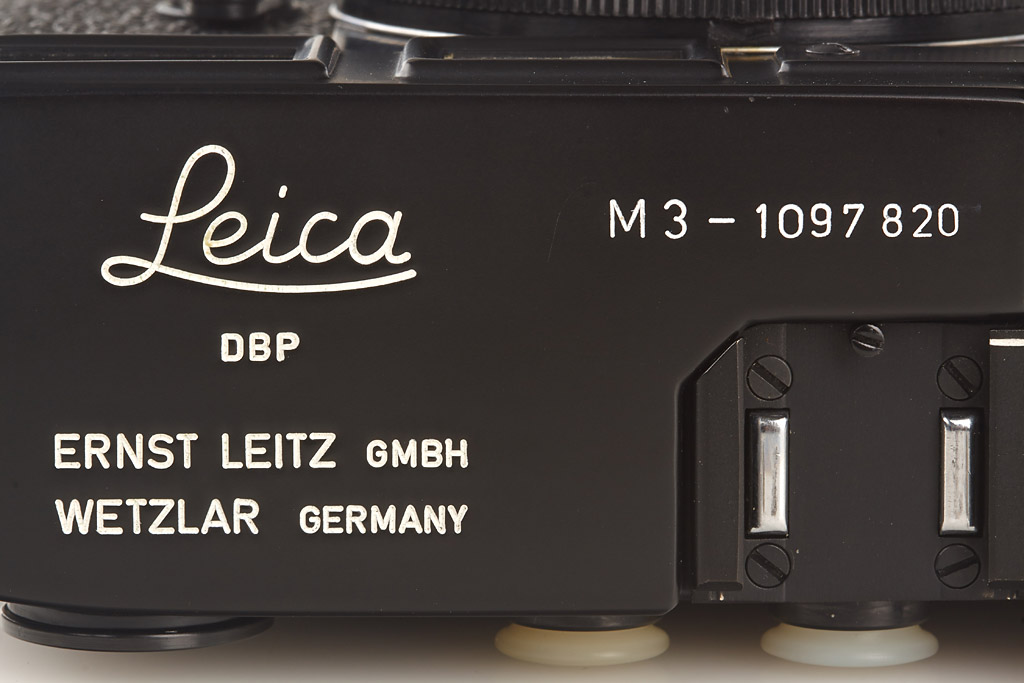 Leica
M3-1097820
DBP
ERNST LEITZ GMBH
WETZLAR GERMANY